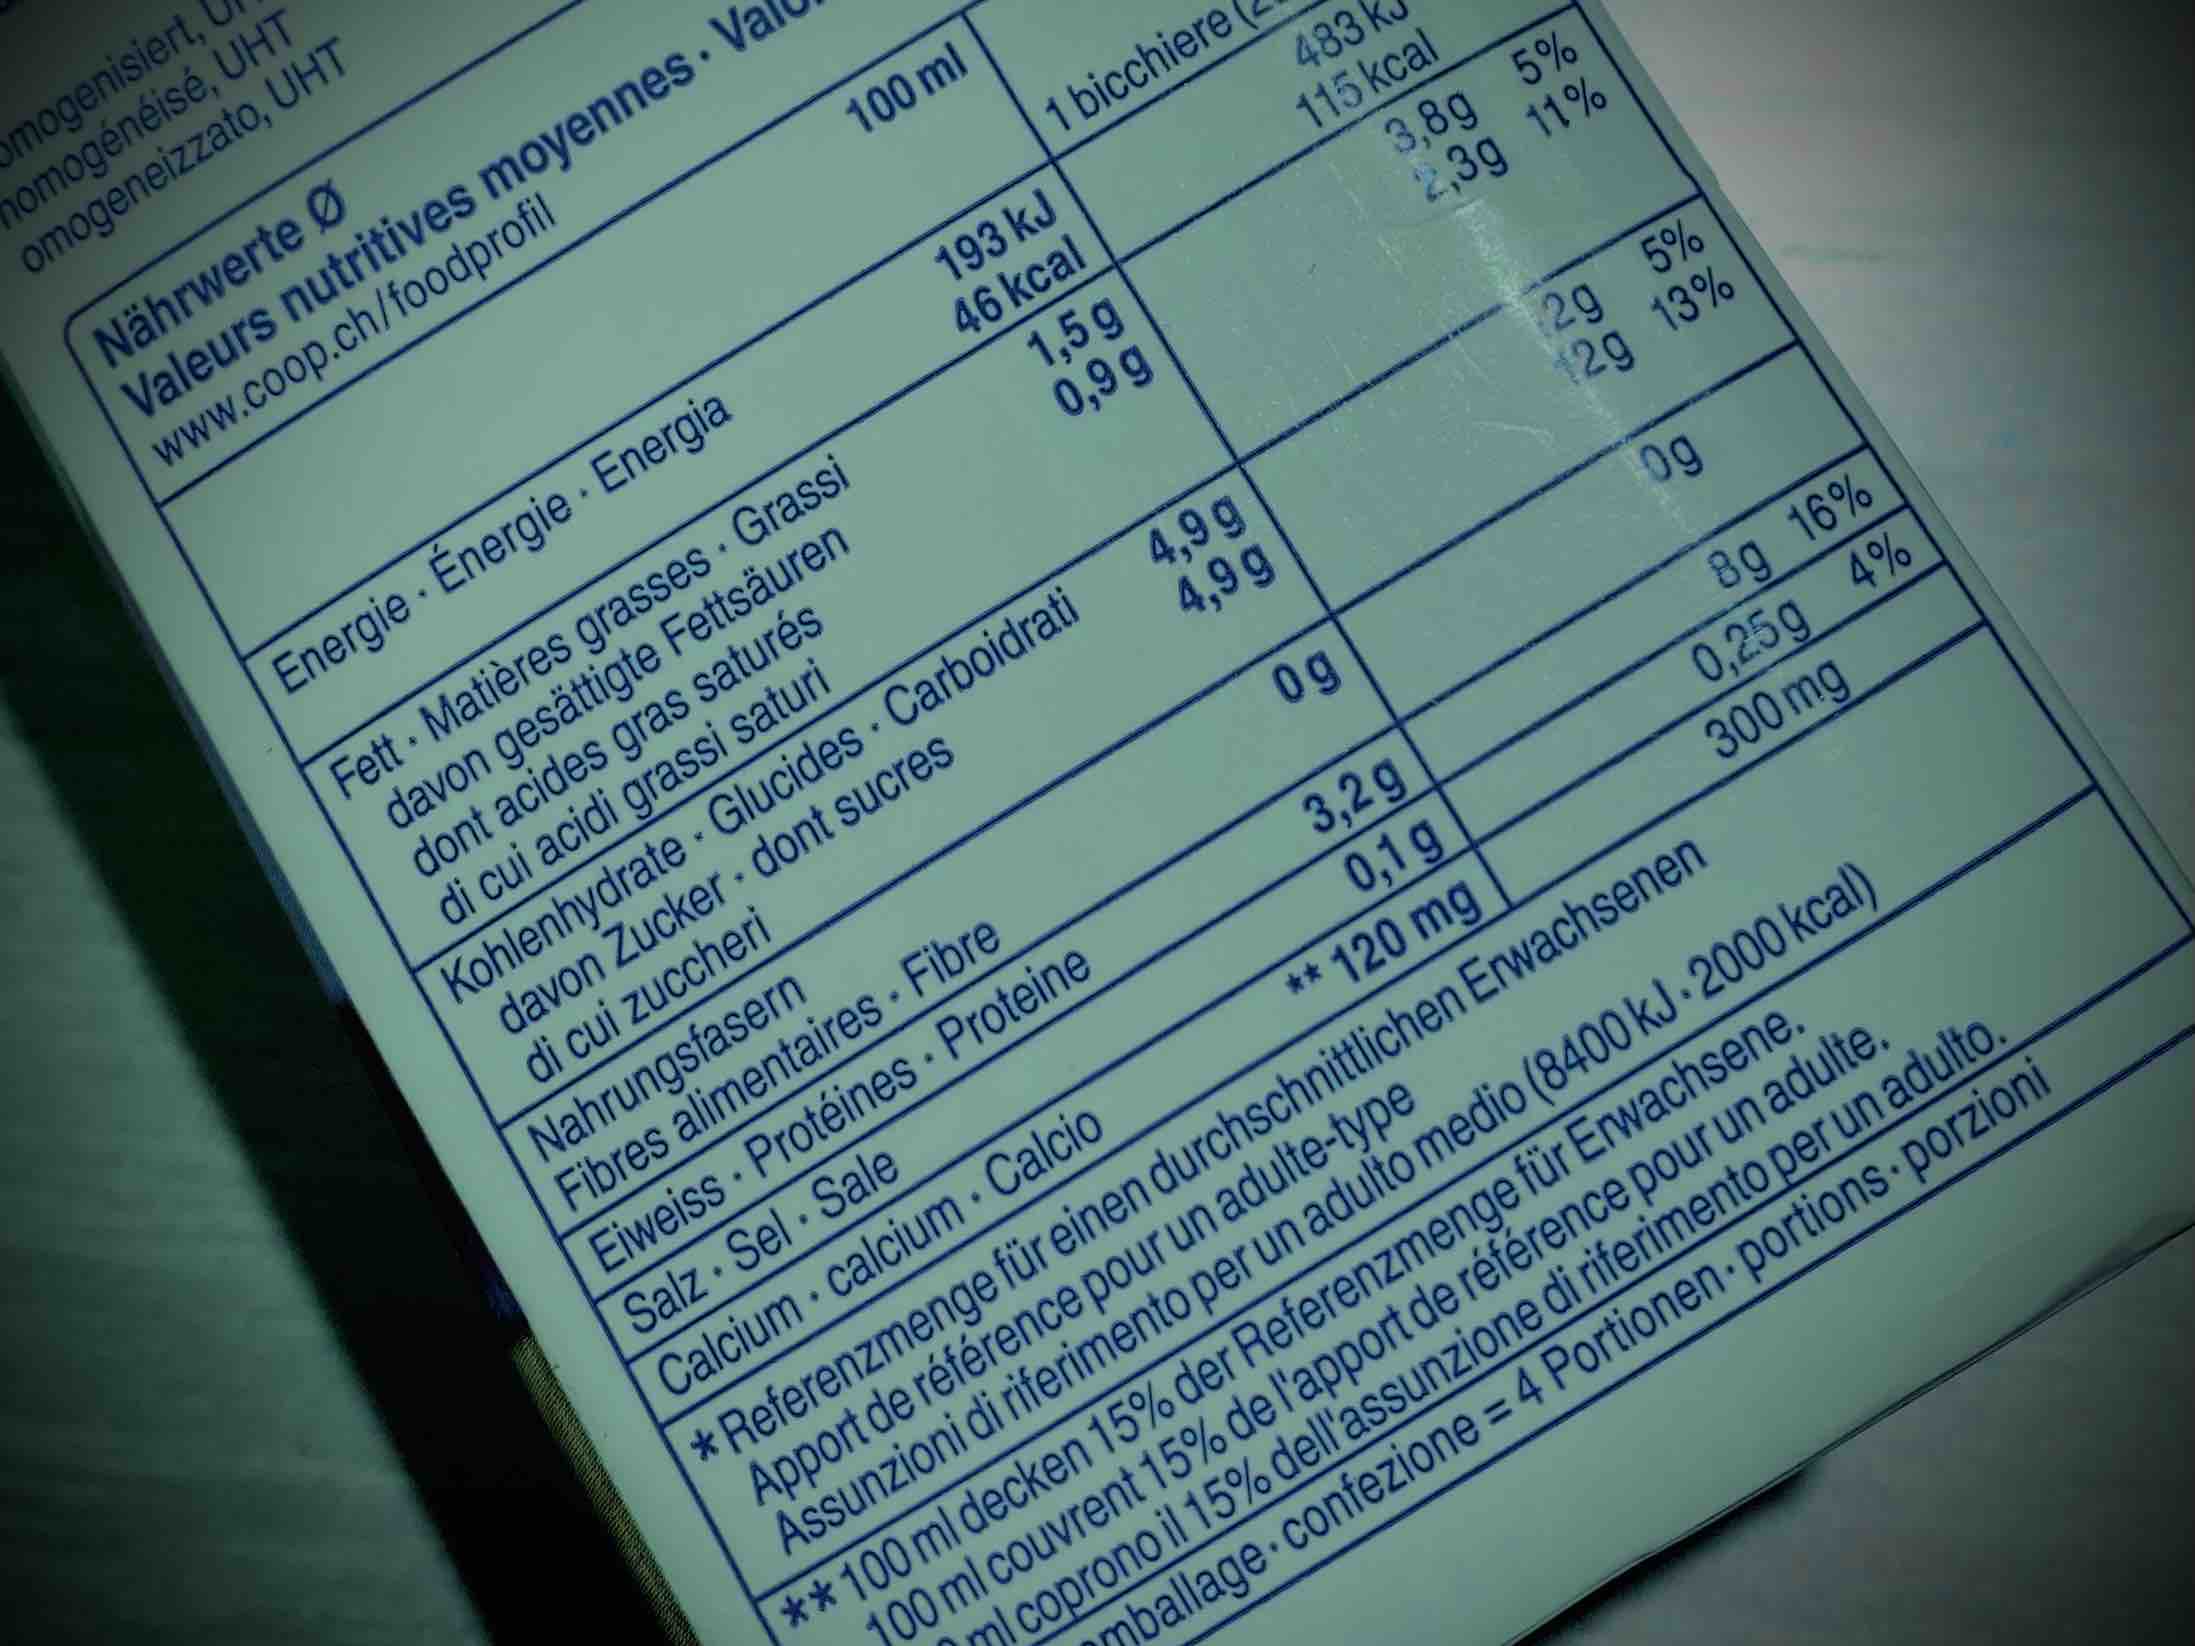 homogénéisé, UHT
omogeneizzato, UHT
Nährwerte Ø
Valeurs nutritives moyennes ·
www.coop.ch/foodprofil
100 ml
1 bicchiere
Energie · Énergie · Energia 193 kJ 483 kJ
46 kcal 115 kcal 5%
Fett · Matières grasses · Grassi 1,5 g 3,8g 11%
davon gesättigte Fettsäuren 0,9 g 2,3g
dont acides gras saturés
di cui acidi grassi saturi
Kohlenhydrate · Glucides · Carboidrati 4,9 g 5%
davon Zucker · dont sucres 4,9 g 12g 13%
di cui zuccheri
Nahrungsfasern 0 g 0g
Fibres alimentaires · Fibre
Eiweiss · Protéines · Proteine 3,2 g 8g 16%
Salz · Sel · Sale 0,1 g 0,25g 4%
Calcium · calcium · Calcio ** 120 mg 300 mg
* Referenzmenge für einen durchschnittlichen Erwachsenen
Apport de référence pour un adulte-type
Assunzioni di riferimento per un adulto medio (8400 kJ · 2000 kcal)
** 100 ml decken 15% der Referenzmenge für Erwachsene.
100 ml couvrent 15% de l'apport de référence pour un adulte.
ml coprono il 15% dell'assunzione di riferimento per un adulto.
emballage · confezione = 4 Portionen · portions · porzioni